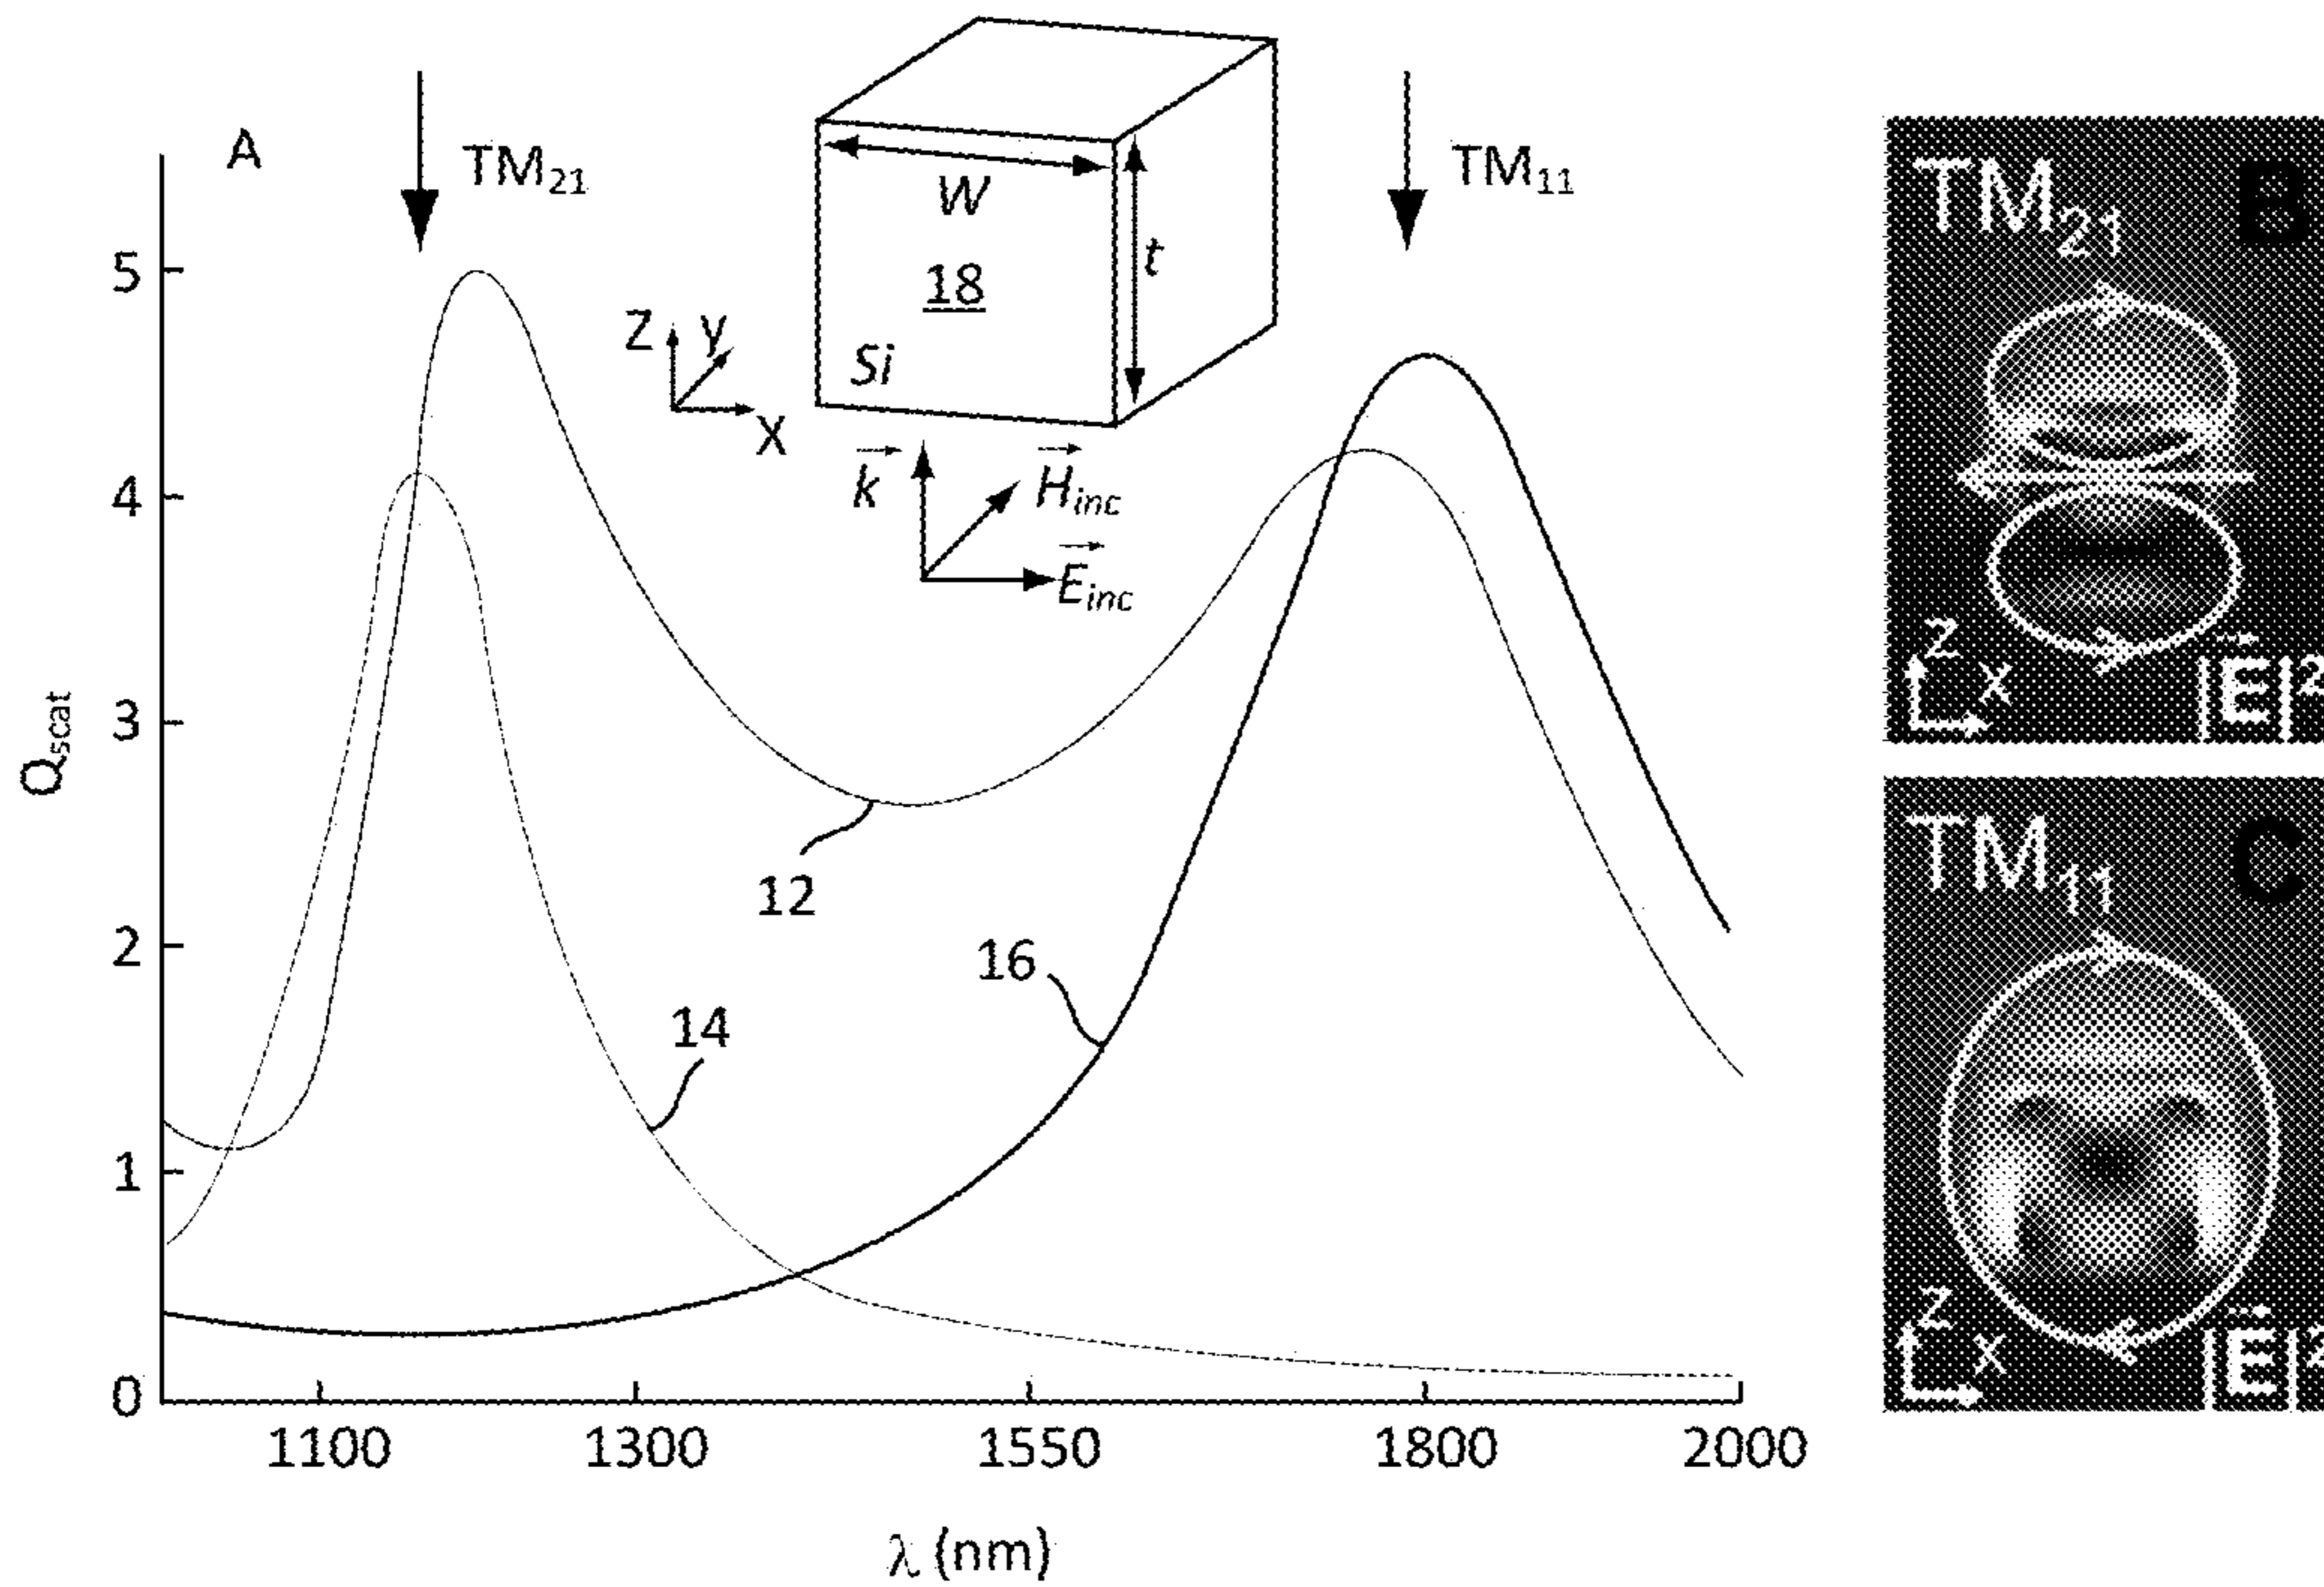 A
TM21
TM11
W
t
18
Si
Z
y
X
k
Hinc
Einc
5
4
3
2
1
0
Qscat
12
14
16
1100
1300
1550
1800
2000
λ (nm)
TM21
B
Z
X
|E|2
TM11
C
Z
X
|E|2